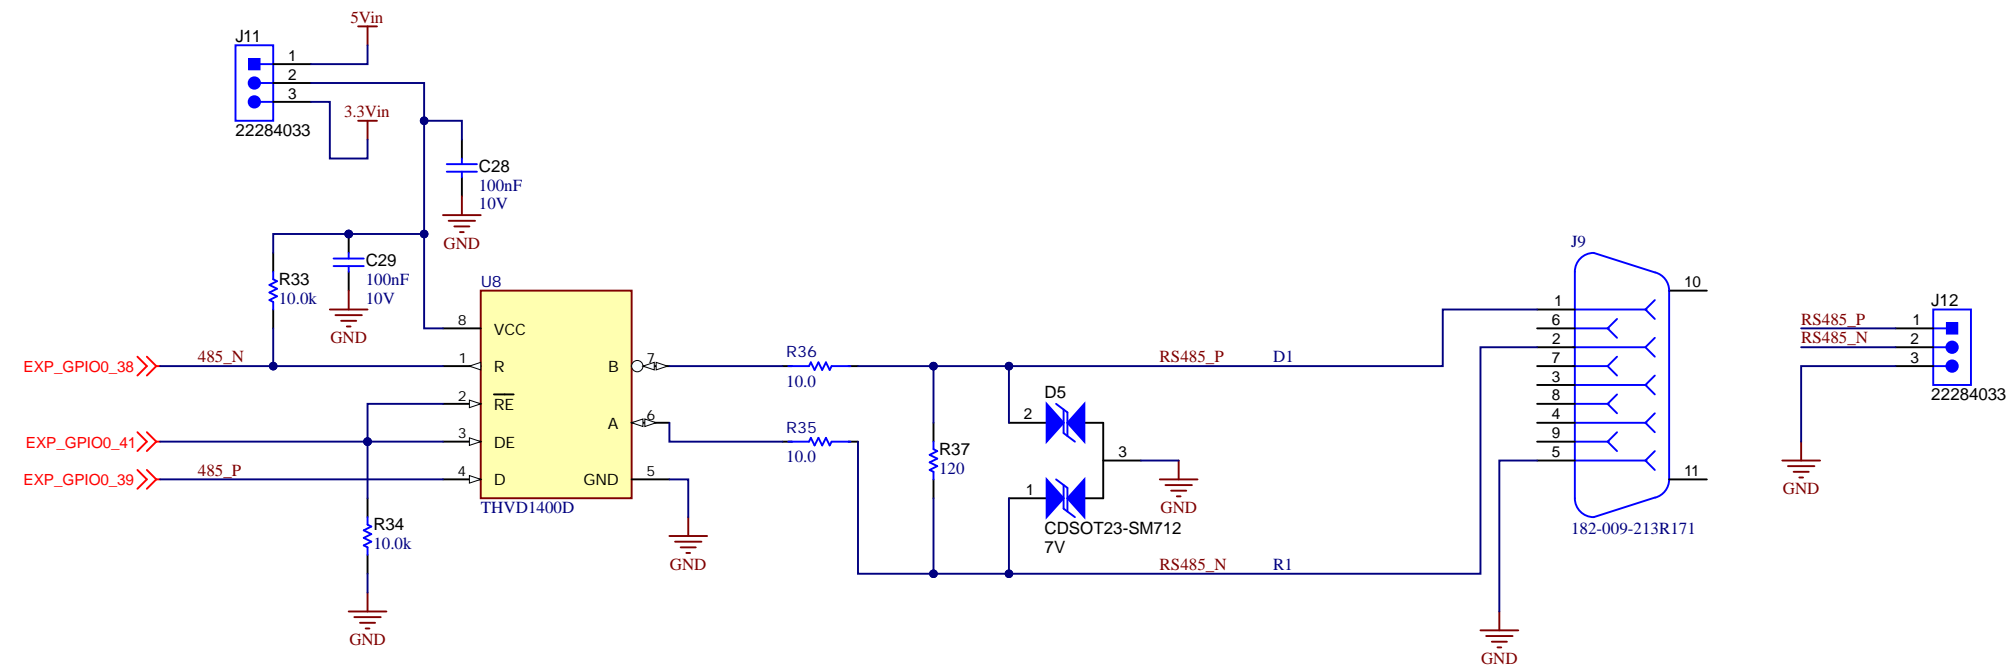 5Vin
J11
1
2
3
22284033
3.3Vin
C28
100nF
10V
GND
C29
100nF
10V
GND
R33
10.0k
U8
8
VCC
EXP_GPIO0_38
485_N
1
R
B
7
2
RE
A
6
EXP_GPIO0_41
3
DE
EXP_GPIO0_39
485_P
4
D
GND
5
THVD1400D
R34
10.0k
GND
GND
R36
10.0
R35
10.0
R37
120
RS485_P
D1
D5
2
3
1
GND
CDSOT23-SM712
7V
RS485_N
R1
J9
10
1
6
2
7
3
8
4
9
5
11
182-009-213R171
GND
J12
RS485_P
1
RS485_N
2
3
22284033
GND